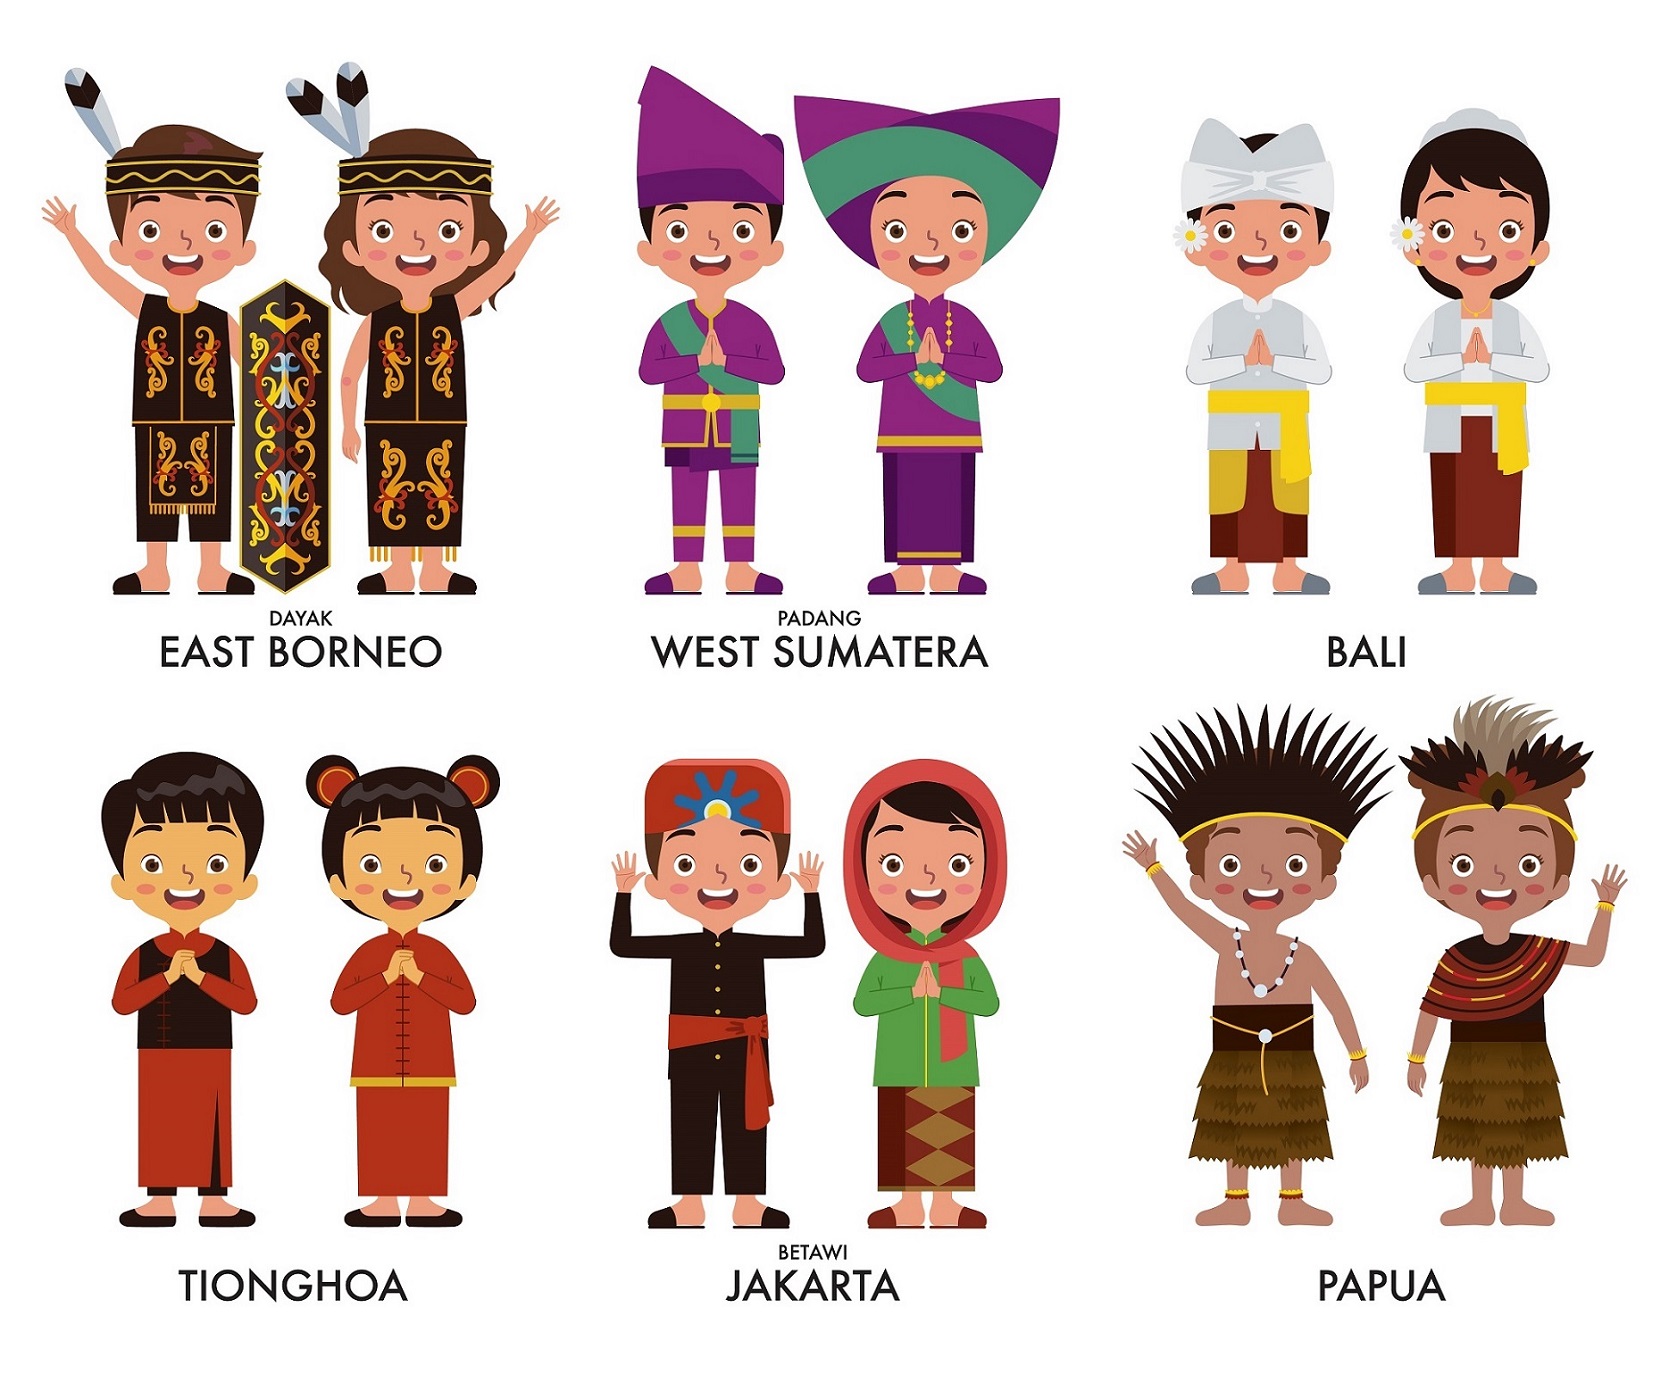 DAYAK
EAST BORNEO
PADANG
WEST SUMATERA
BALI
TIONGHOA
BETAWI
JAKARTA
PAPUA